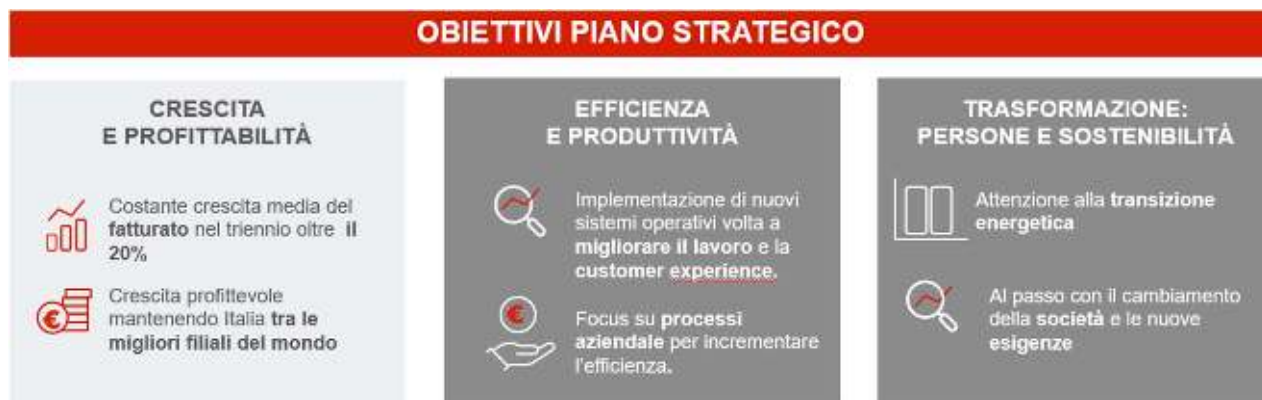 OBIETTIVI PIANO STRATEGICO
CRESCITA
E PROFITTABILITÀ
Costante crescita media del
fatturato nel triennio oltre il
20%
Crescita profittevole
mantenendo Italia tra le
migliori filiali del mondo
EFFICIENZA
E PRODUTTIVITÀ
Implementazione di nuovi
sistemi operativi volta a
migliorare il lavoro e la
customer experience.
Focus su processi
aziendale per incrementare
l'efficienza.
TRASFORMAZIONE:
PERSONE E SOSTENIBILITÀ
Attenzione alla transizione
energetica
Al passo con il cambiamento
della società e le nuove
esigenze